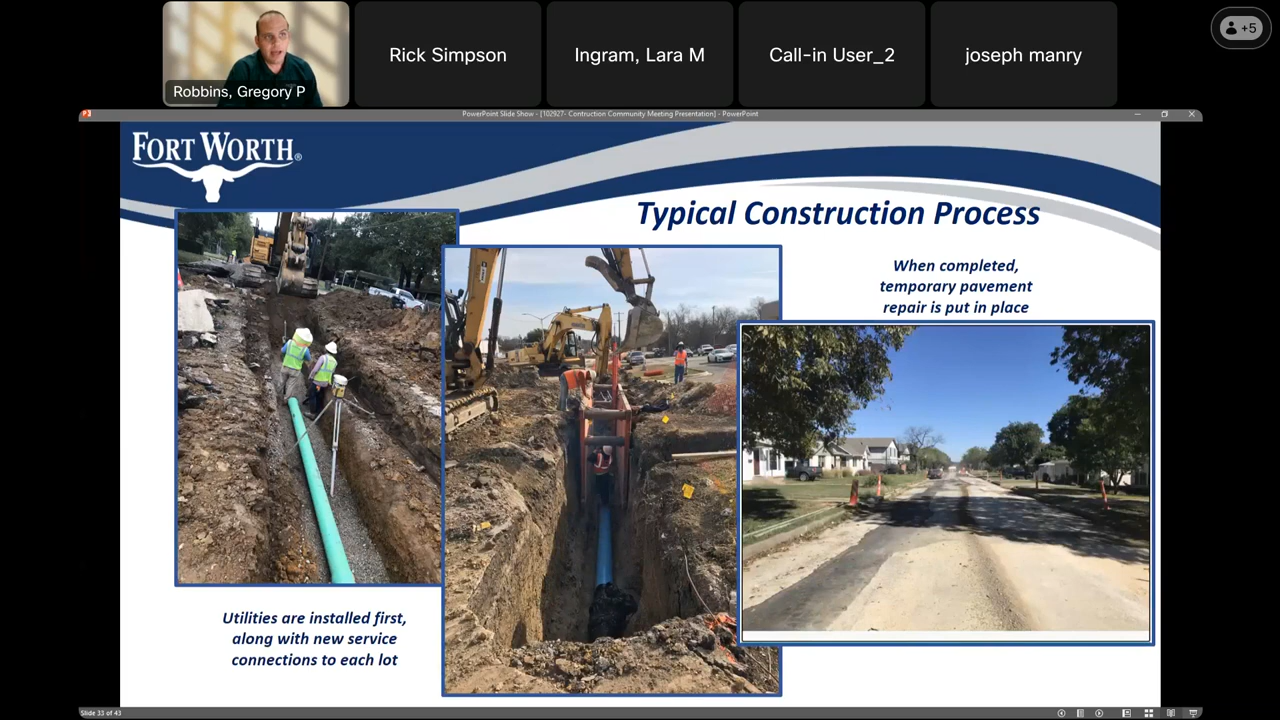 Robbins, Gregory P
Rick Simpson
Ingram, Lara M
Call-in User_2
joseph manry
+5
PowerPoint Slide Show - [102927- Contruction Community Meeting Presentation] - PowerPoint
FORT WORTH®
Typical Construction Process
When completed,
temporary pavement
repair is put in place
Utilities are installed first,
along with new service
connections to each lot
Slide 33 of 43